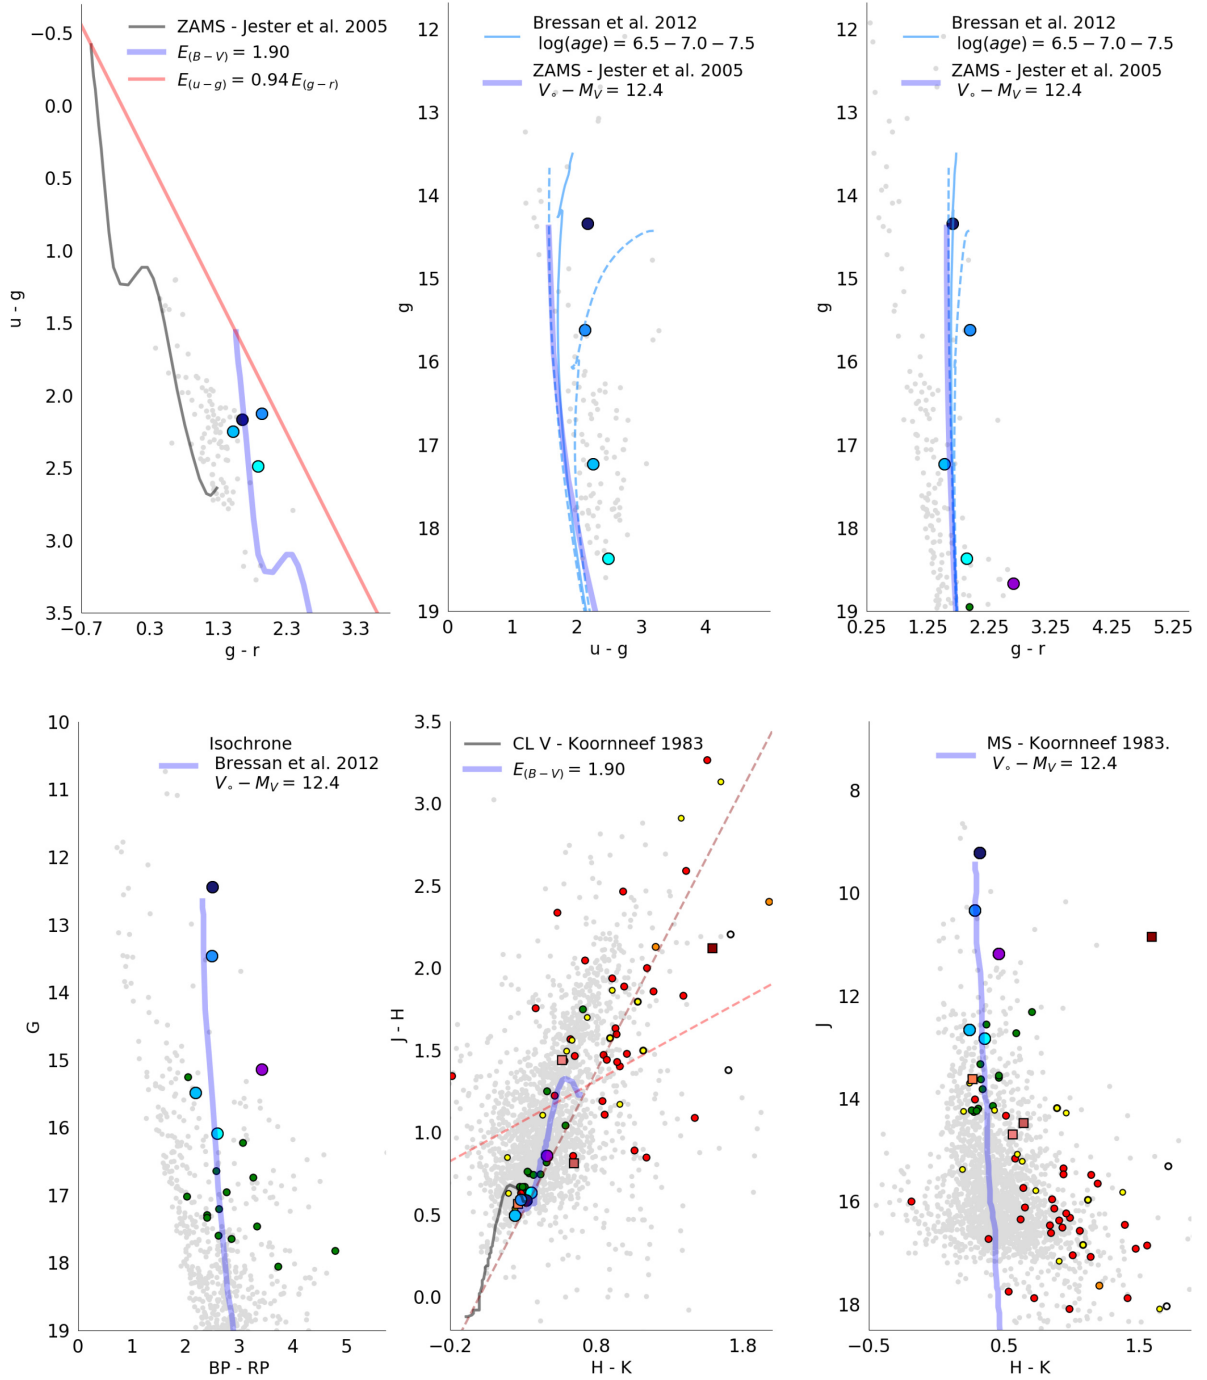 ZAMS - Jester et al. 2005
E(B−V) = 1.90
E(u−g) = 0.94 E(g−r)
−0.5
0.0
0.5
1.0
1.5
2.0
2.5
3.0
3.5
u - g
−0.7 0.3 1.3 2.3 3.3
g - r
Bressan et al. 2012
log(age) = 6.5 − 7.0 − 7.5
ZAMS - Jester et al. 2005
V∘ − MV = 12.4
12
13
14
15
16
17
18
19
g
0 1 2 3 4
u - g
Bressan et al. 2012
log(age) = 6.5 − 7.0 − 7.5
ZAMS - Jester et al. 2005
V∘ − MV = 12.4
12
13
14
15
16
17
18
19
g
0.25 1.25 2.25 3.25 4.25 5.25
g - r
Isochrone
Bressan et al. 2012
V∘ − MV = 12.4
10
11
12
13
14
15
16
17
18
19
G
0 1 2 3 4 5
BP - RP
CL V - Koornneef 1983
E(B−V) = 1.90
3.5
3.0
2.5
2.0
1.5
1.0
0.5
0.0
J - H
−0.2 0.8 1.8
H - K
MS - Koornneef 1983.
V∘ − MV = 12.4
8
10
12
14
16
18
J
−0.5 0.5 1.5
H - K